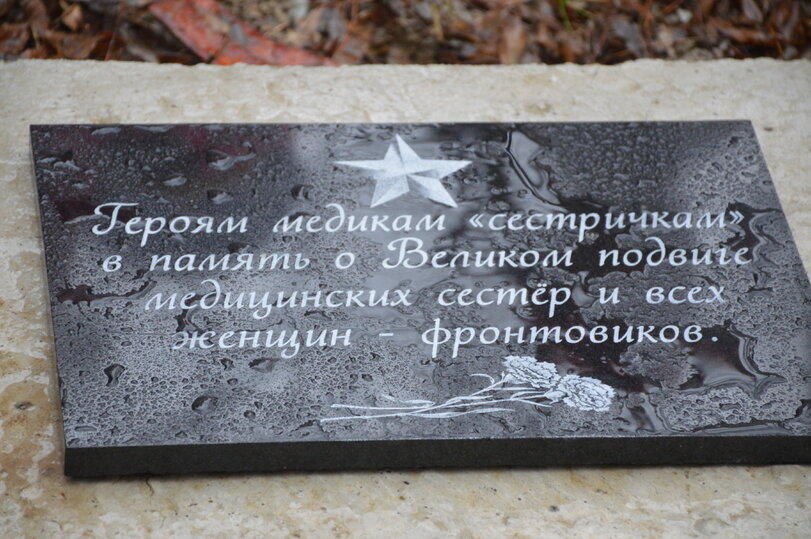 Героям медикам «сестричкам»
в память о Великом подвиге
медицинских сестёр и всех
женщин - фронтовиков.